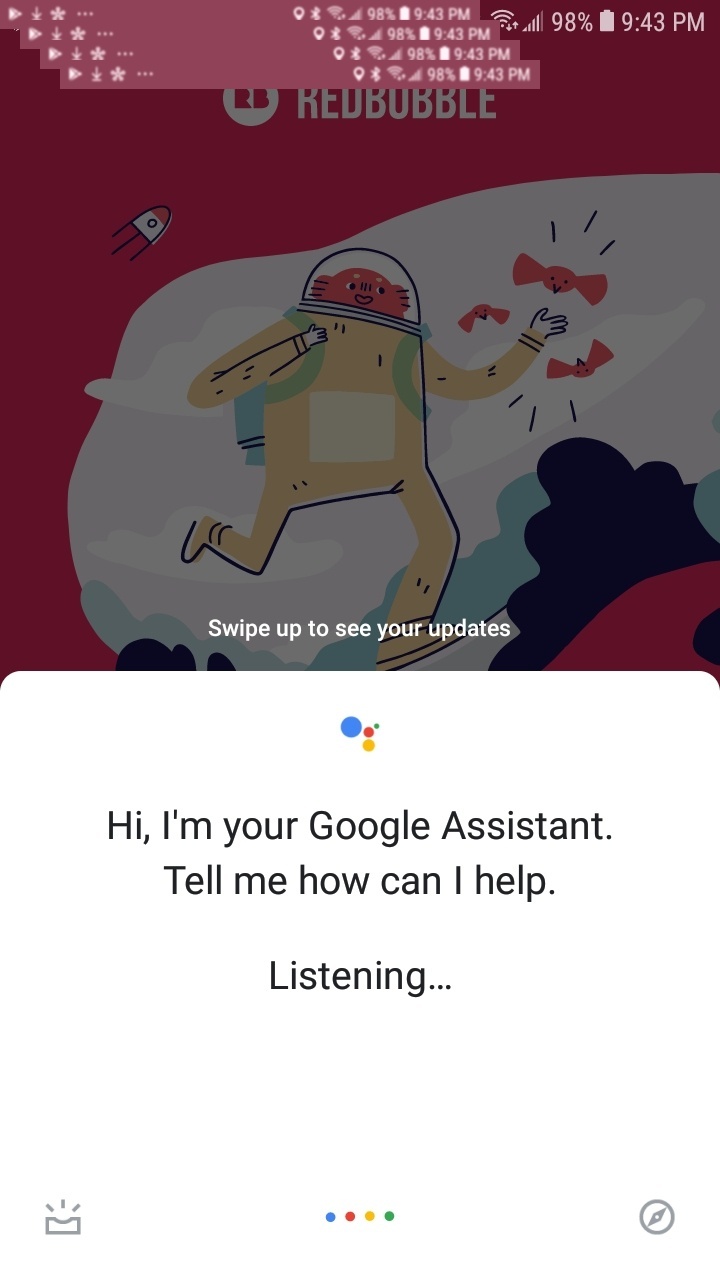 98% 9:43 PM
98% 9:43 PM
98% 9:43 PM
98% 9:43 PM
98% 9:43 PM
RB REDBUBBLE
Swipe up to see your updates
Hi, I'm your Google Assistant.
Tell me how can I help.
Listening...